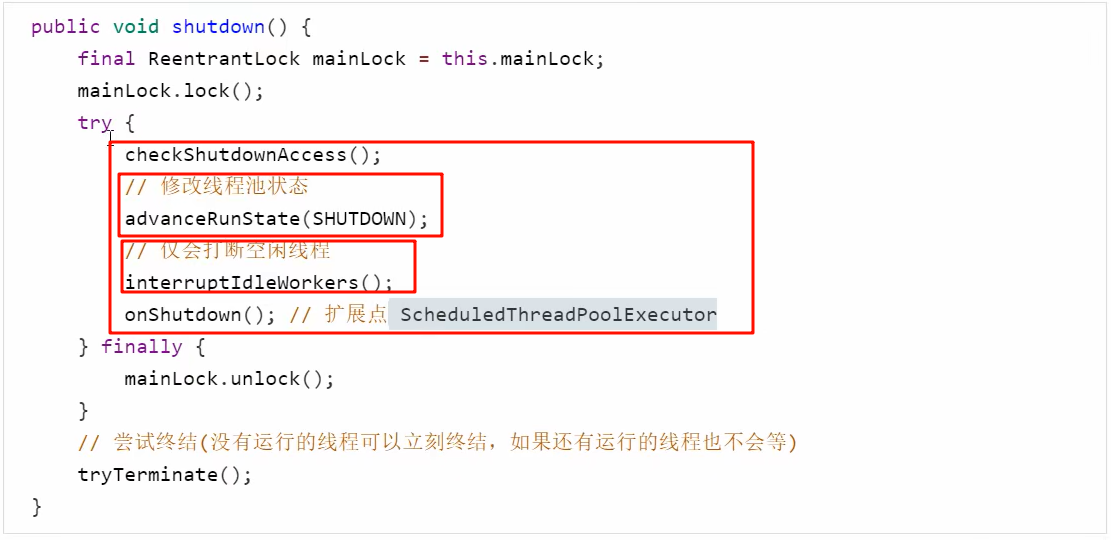 public void shutdown() {
final ReentrantLock mainLock = this.mainLock;
mainLock.lock();
try {
checkShutdownAccess();
// 修改线程池状态
advanceRunState(SHUTDOWN);
// 仅会打断空闲线程
interruptIdleWorkers();
onShutdown(); // 扩展点 ScheduledThreadPoolExecutor
} finally {
mainLock.unlock();
}
// 尝试终结(没有运行的线程可以立刻终结，如果还有运行的线程也不会等)
tryTerminate();
}